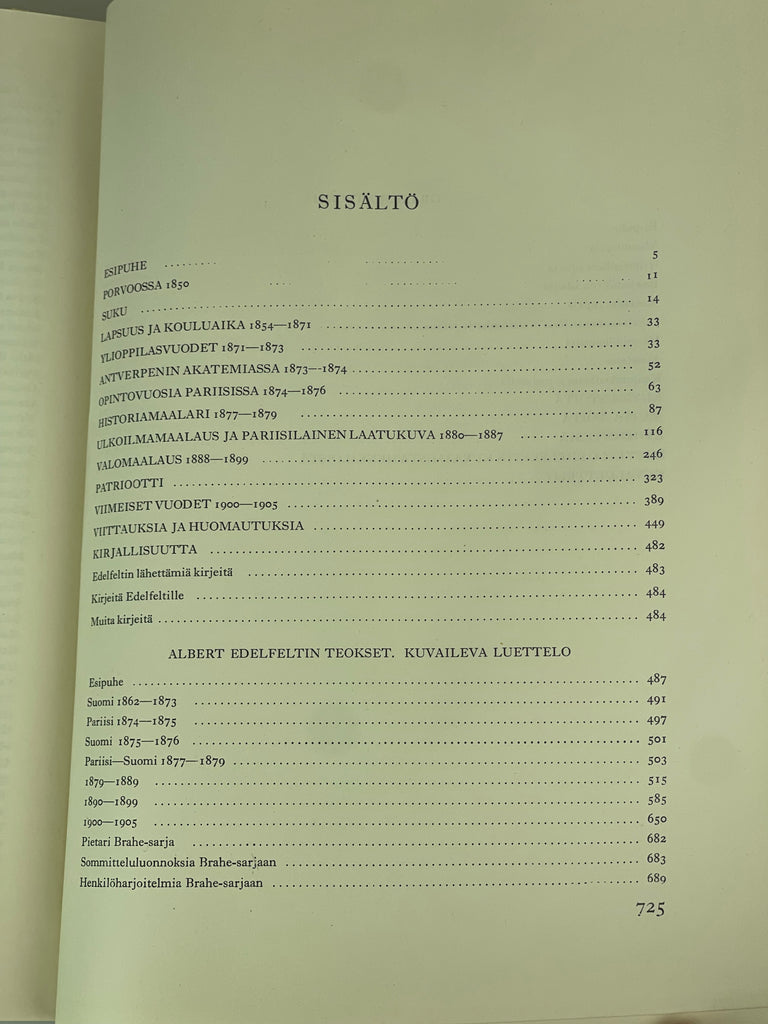 SISÄLTÖ
ESIPUHE ........ ............ 5
PORVOOSSA 1850 ... .......... ..... 11
SUKU ........................ 14
LAPSUUS JA KOULUAIKA 1854—1871 ........................ 33
YLIOPPILASVUODET 1871—1873 ........................ 33
ANTVERPENIN AKATEMIASSA 1873—1874 ........................ 52
OPINTOVUOSIA PARIISISSA 1874—1876 ........................ 63
HISTORIAMAALARI 1877—1879 ........................ 87
ULKOILMAMAALAUS JA PARIISILAINEN LAATUKUVA 1880—1887 ................ 116
VALOMAALAUS 1888—1899 ........................ 246
PATRIOOTTI ........................ 323
VIIMEISET VUODET 1900—1905 ........................ 389
VIITTAUKSIA JA HUOMAUTUKSIA ........................ 449
KIRJALLISUUTTA ........................ 482
Edelfeltin lähettämiä kirjeitä ........................ 483
Kirjeitä Edelfeltille ........................ 484
Muita kirjeitä ........................ 484
ALBERT EDELFELTIN TEOKSET. KUVAILEVA LUETTELO
Esipuhe ........................ 487
Suomi 1862—1873 ........................ 491
Pariisi 1874—1875 ........................ 497
Suomi 1875—1876 ........................ 501
Pariisi—Suomi 1877—1879 ........................ 503
1879—1889 ........................ 515
1890—1899 ........................ 585
1900—1905 ........................ 650
Pietari Brahe-sarja ........................ 682
Sommitteluluonnoksia Brahe-sarjaan ........................ 683
Henkilöharjoitelmia Brahe-sarjaan ........................ 689
725